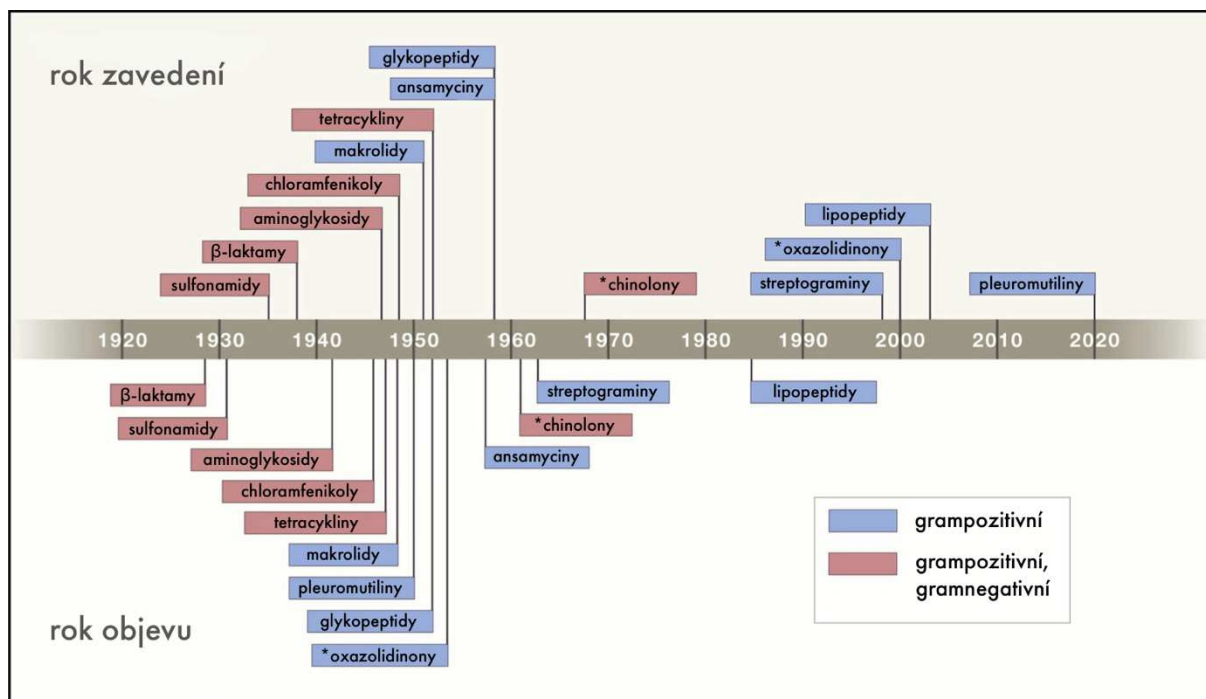 rok zavedení
glykopeptidy
ansamyciny
tetracykliny
makrolidy
chloramfenikoly
aminoglykosidy
β-laktamy
sulfonamidy
*chinolony
lipopeptidy
*oxazolidinony
streptograminy
pleuromutiliny
1920 1930 1940 1950 1960 1970 1980 1990 2000 2010 2020
β-laktamy
sulfonamidy
aminoglykosidy
chloramfenikoly
tetracykliny
makrolidy
pleuromutiliny
glykopeptidy
*oxazolidinony
streptograminy
*chinolony
ansamyciny
lipopeptidy
rok objevu
grampozitivní
grampozitivní,
gramnegativní